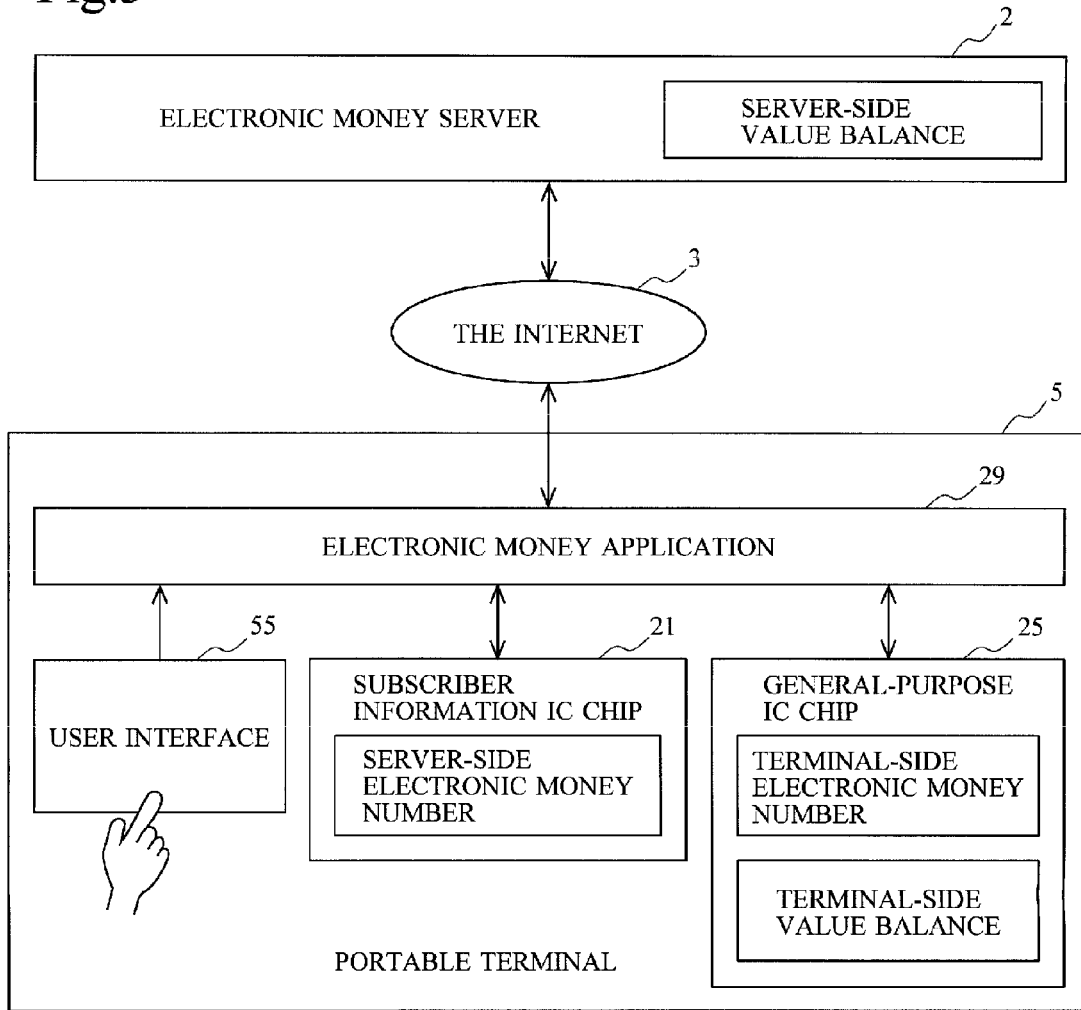 Fig.
2
ELECTRONIC MONEY SERVER
SERVER-SIDE
VALUE BALANCE
3
THE INTERNET
5
29
ELECTRONIC MONEY APPLICATION
55
USER INTERFACE
21
SUBSCRIBER
INFORMATION IC CHIP
SERVER-SIDE
ELECTRONIC MONEY
NUMBER
25
GENERAL-PURPOSE
IC CHIP
TERMINAL-SIDE
ELECTRONIC MONEY
NUMBER
TERMINAL-SIDE
VALUE BALANCE
PORTABLE TERMINAL